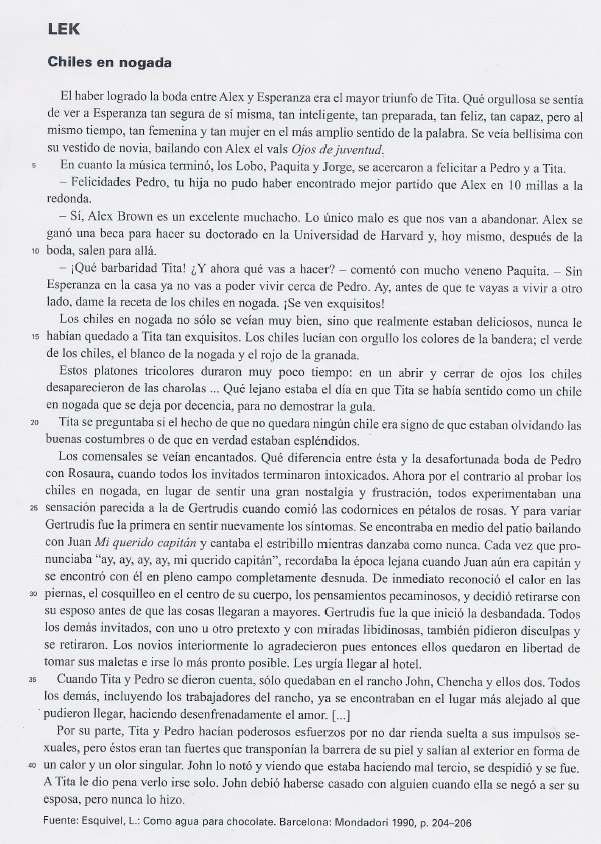 LEK
Chiles en nogada
El haber logrado la boda entre Alex y Esperanza era el mayor triunfo de Tita. Qué orgullosa se sentía
de ver a Esperanza tan segura de sí misma, tan inteligente, tan preparada, tan feliz, tan capaz, pero al
mismo tiempo, tan femenina y tan mujer en el más amplio sentido de la palabra. Se veía bellísima con
su vestido de novia, bailando con Alex el vals Ojos de juventud.
5 En cuanto la música terminó, los Lobo, Paquita y Jorge, se acercaron a felicitar a Pedro y a Tita.
– Felicidades Pedro, tu hija no pudo haber encontrado mejor partido que Alex en 10 millas a la
redonda.
– Sí, Alex Brown es un excelente muchacho. Lo único malo es que nos van a abandonar. Alex se
ganó una beca para hacer su doctorado en la Universidad de Harvard y, hoy mismo, después de la
10 boda, salen para allá.
– ¡Qué barbaridad Tita! ¿Y ahora qué vas a hacer? – comentó con mucho veneno Paquita. – Sin
Esperanza en la casa ya no vas a poder vivir cerca de Pedro. Ay, antes de que te vayas a vivir a otro
lado, dame la receta de los chiles en nogada. ¡Se ven exquisitos!
Los chiles en nogada no sólo se veían muy bien, sino que realmente estaban deliciosos, nunca le
15 habían quedado a Tita tan exquisitos. Los chiles lucían con orgullo los colores de la bandera; el verde
de los chiles, el blanco de la nogada y el rojo de la granada.
Estos platones tricolores duraron muy poco tiempo: en un abrir y cerrar de ojos los chiles
desaparecieron de las charolas ... Qué lejano estaba el día en que Tita se había sentido como un chile
en nogada que se deja por decencia, para no demostrar la gula.
20 Tita se preguntaba si el hecho de que no quedara ningún chile era signo de que estaban olvidando las
buenas costumbres o de que en verdad estaban espléndidos.
Los comensales se veían encantados. Qué diferencia entre ésta y la desafortunada boda de Pedro
con Rosaura, cuando todos los invitados terminaron intoxicados. Ahora por el contrario al probar los
chiles en nogada, en lugar de sentir una gran nostalgia y frustración, todos experimentaban una
25 sensación parecida a la de Gertrudis cuando comió las codornices en pétalos de rosas. Y para variar
Gertrudis fue la primera en sentir nuevamente los síntomas. Se encontraba en medio del patio bailando
con Juan Mi querido capitán y cantaba el estribillo mientras danzaba como nunca. Cada vez que pro-
nunciaba “ay, ay, ay, ay, mi querido capitán”, recordaba la época lejana cuando Juan aún era capitán y
se encontró con él en pleno campo completamente desnuda. De inmediato reconoció el calor en las
30 piernas, el cosquilleo en el centro de su cuerpo, los pensamientos pecaminosos, y decidió retirarse con
su esposo antes de que las cosas llegaran a mayores. Gertrudis fue la que inició la desbandada. Todos
los demás invitados, con uno u otro pretexto y con miradas libidinosas, también pidieron disculpas y
se retiraron. Los novios interiormente lo agradecieron pues entonces ellos quedaron en libertad de
tomar sus maletas e irse lo más pronto posible. Les urgía llegar al hotel.
35 Cuando Tita y Pedro se dieron cuenta, sólo quedaban en el rancho John, Chencha y ellos dos. Todos
los demás, incluyendo los trabajadores del rancho, ya se encontraban en el lugar más alejado al que
pudieron llegar, haciendo desenfrenadamente el amor. [...]
Por su parte, Tita y Pedro hacían poderosos esfuerzos por no dar rienda suelta a sus impulsos se-
xuales, pero éstos eran tan fuertes que transponían la barrera de su piel y salían al exterior en forma de
40 un calor y un olor singular. John lo notó y viendo que estaba haciendo mal tercio, se despidió y se fue.
A Tita le dio pena verlo irse solo. John debió haberse casado con alguien cuando ella se negó a ser su
esposa, pero nunca lo hizo.
Fuente: Esquivel, L.: Como agua para chocolate. Barcelona: Mondadori 1990, p. 204–206